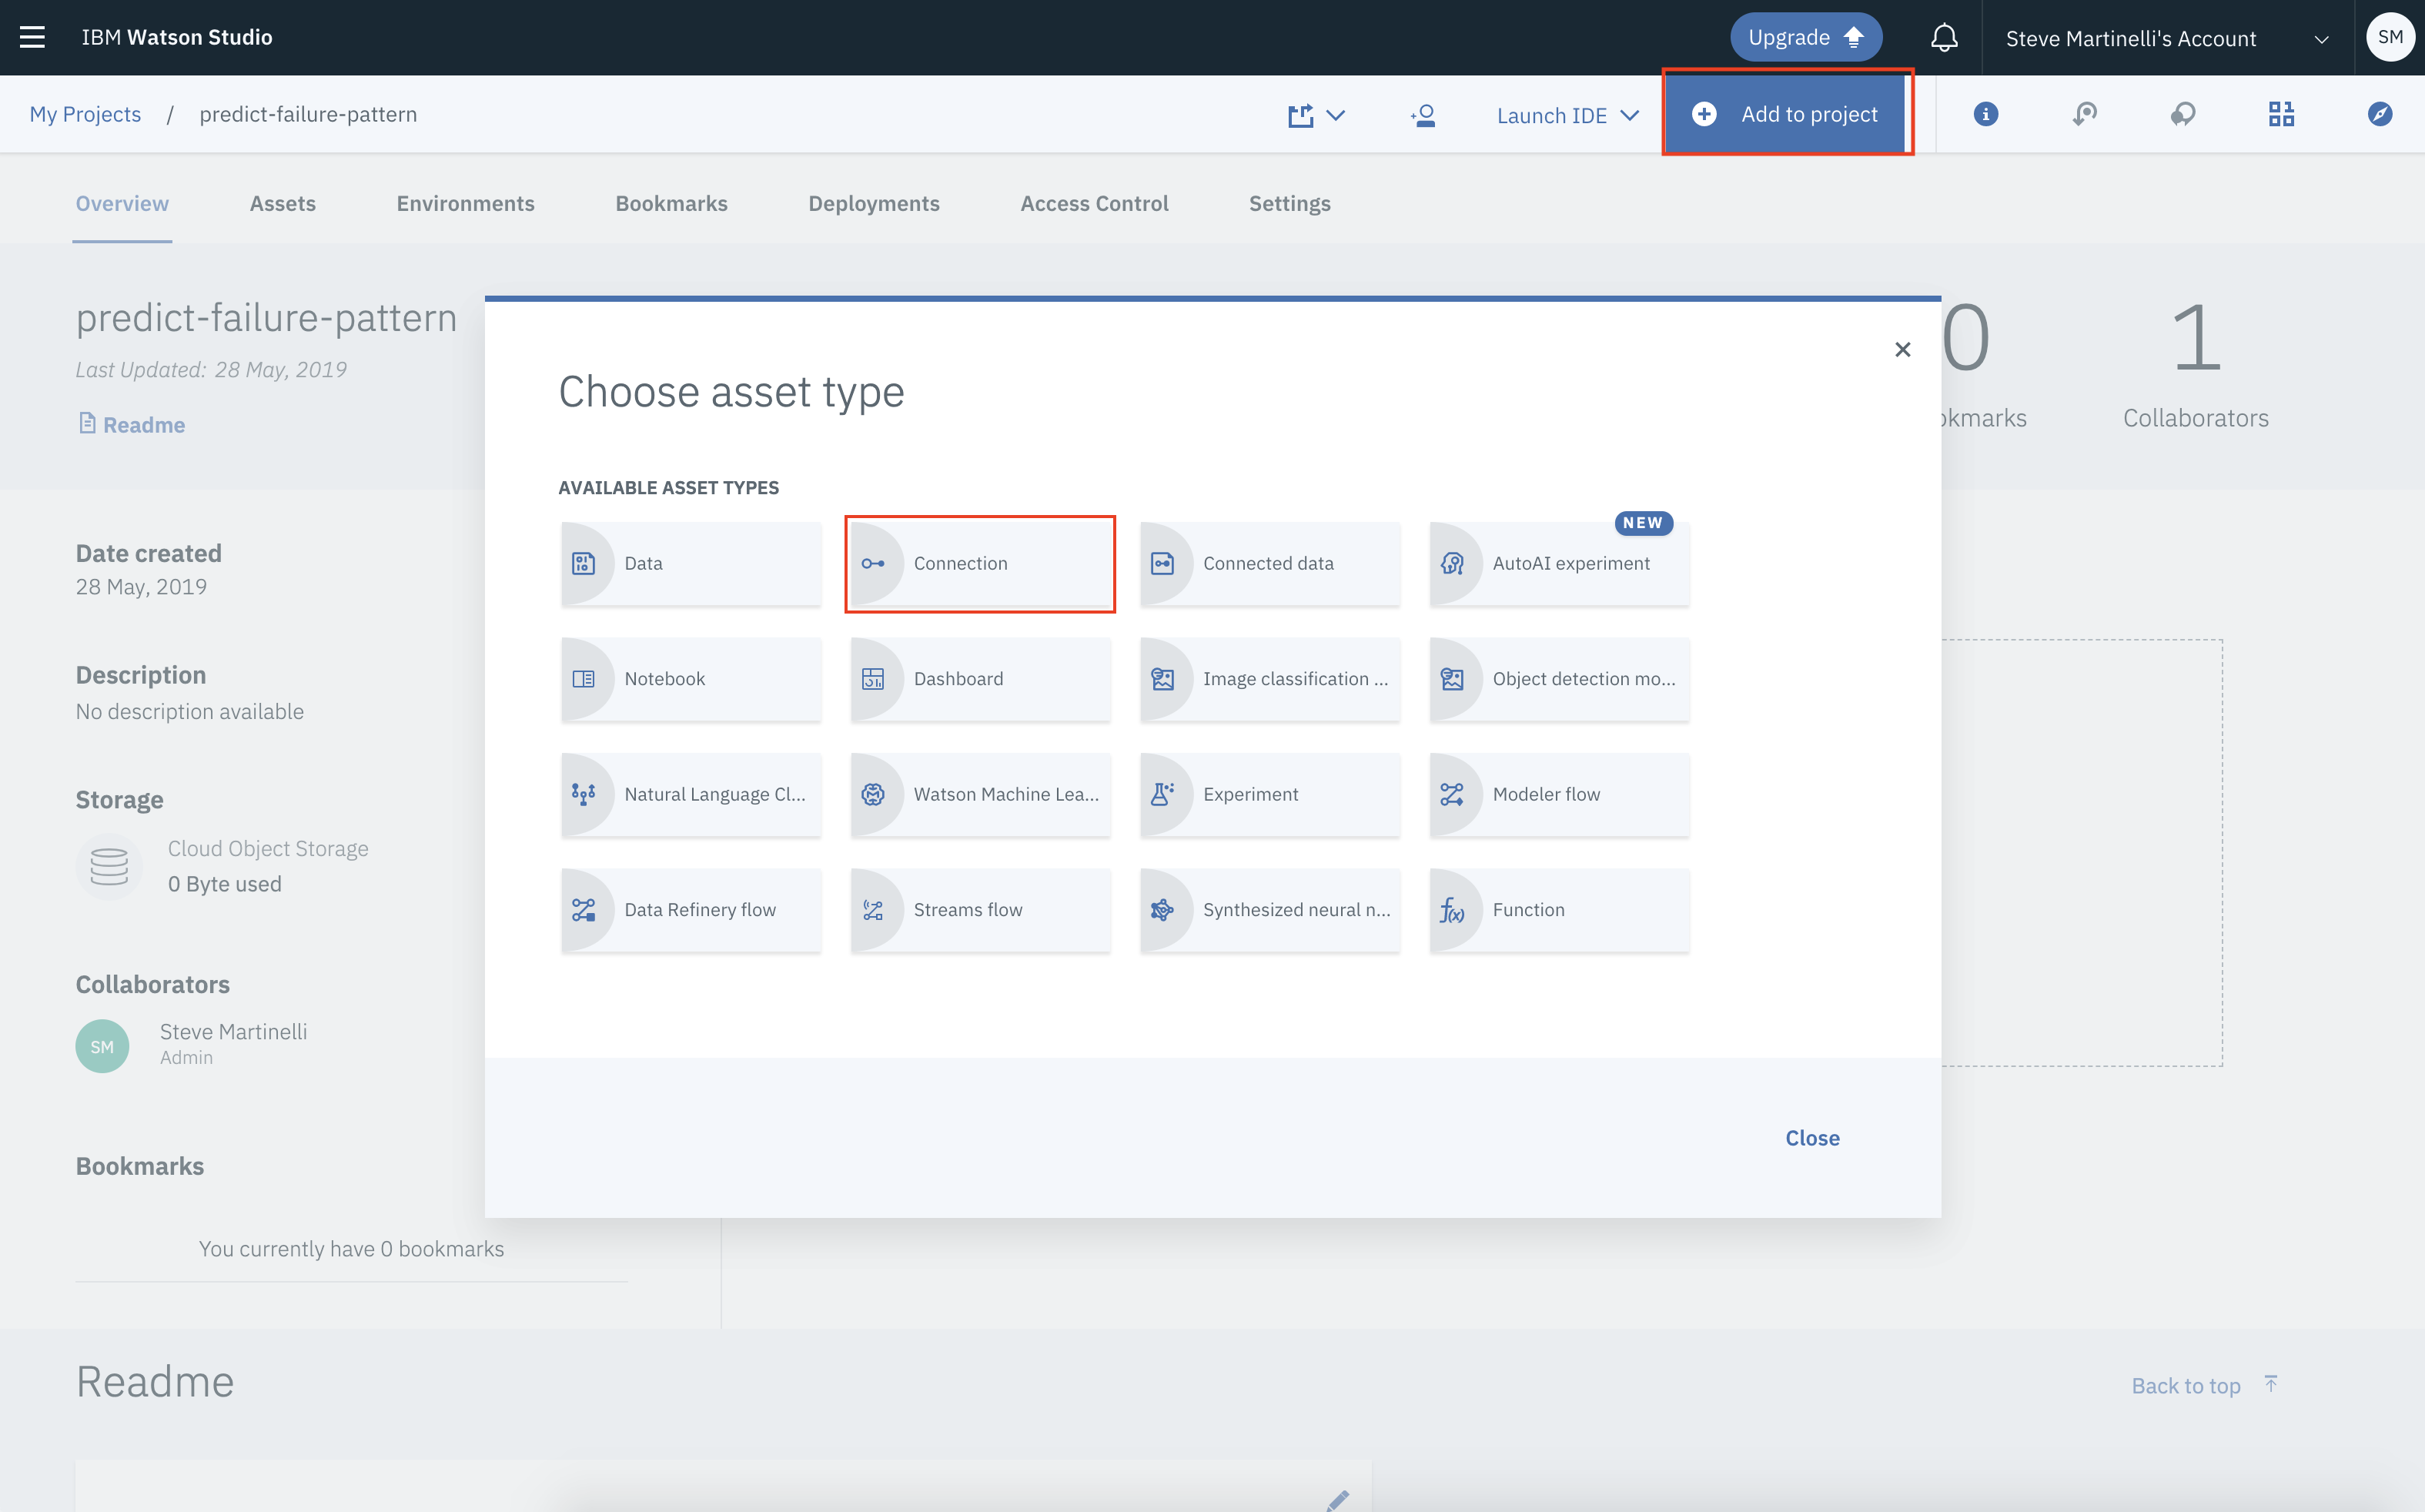 IBM Watson Studio
Upgrade
Steve Martinelli's Account
SM
My Projects / predict-failure-pattern
Launch IDE
Add to project
Overview
Assets
Environments
Bookmarks
Deployments
Access Control
Settings
predict-failure-pattern
Last Updated: 28 May, 2019
Readme
0
1
Collaborators
Choose asset type
AVAILABLE ASSET TYPES
Data
Connection
Connected data
NEW
AutoAI experiment
Notebook
Dashboard
Image classification ...
Object detection mo...
Natural Language Cl...
Watson Machine Lea...
Experiment
Modeler flow
Data Refinery flow
Streams flow
Synthesized neural n...
Function
Close
Date created
28 May, 2019
Description
No description available
Storage
Cloud Object Storage
0 Byte used
Collaborators
SM
Steve Martinelli
Admin
Bookmarks
You currently have 0 bookmarks
Readme
Back to top